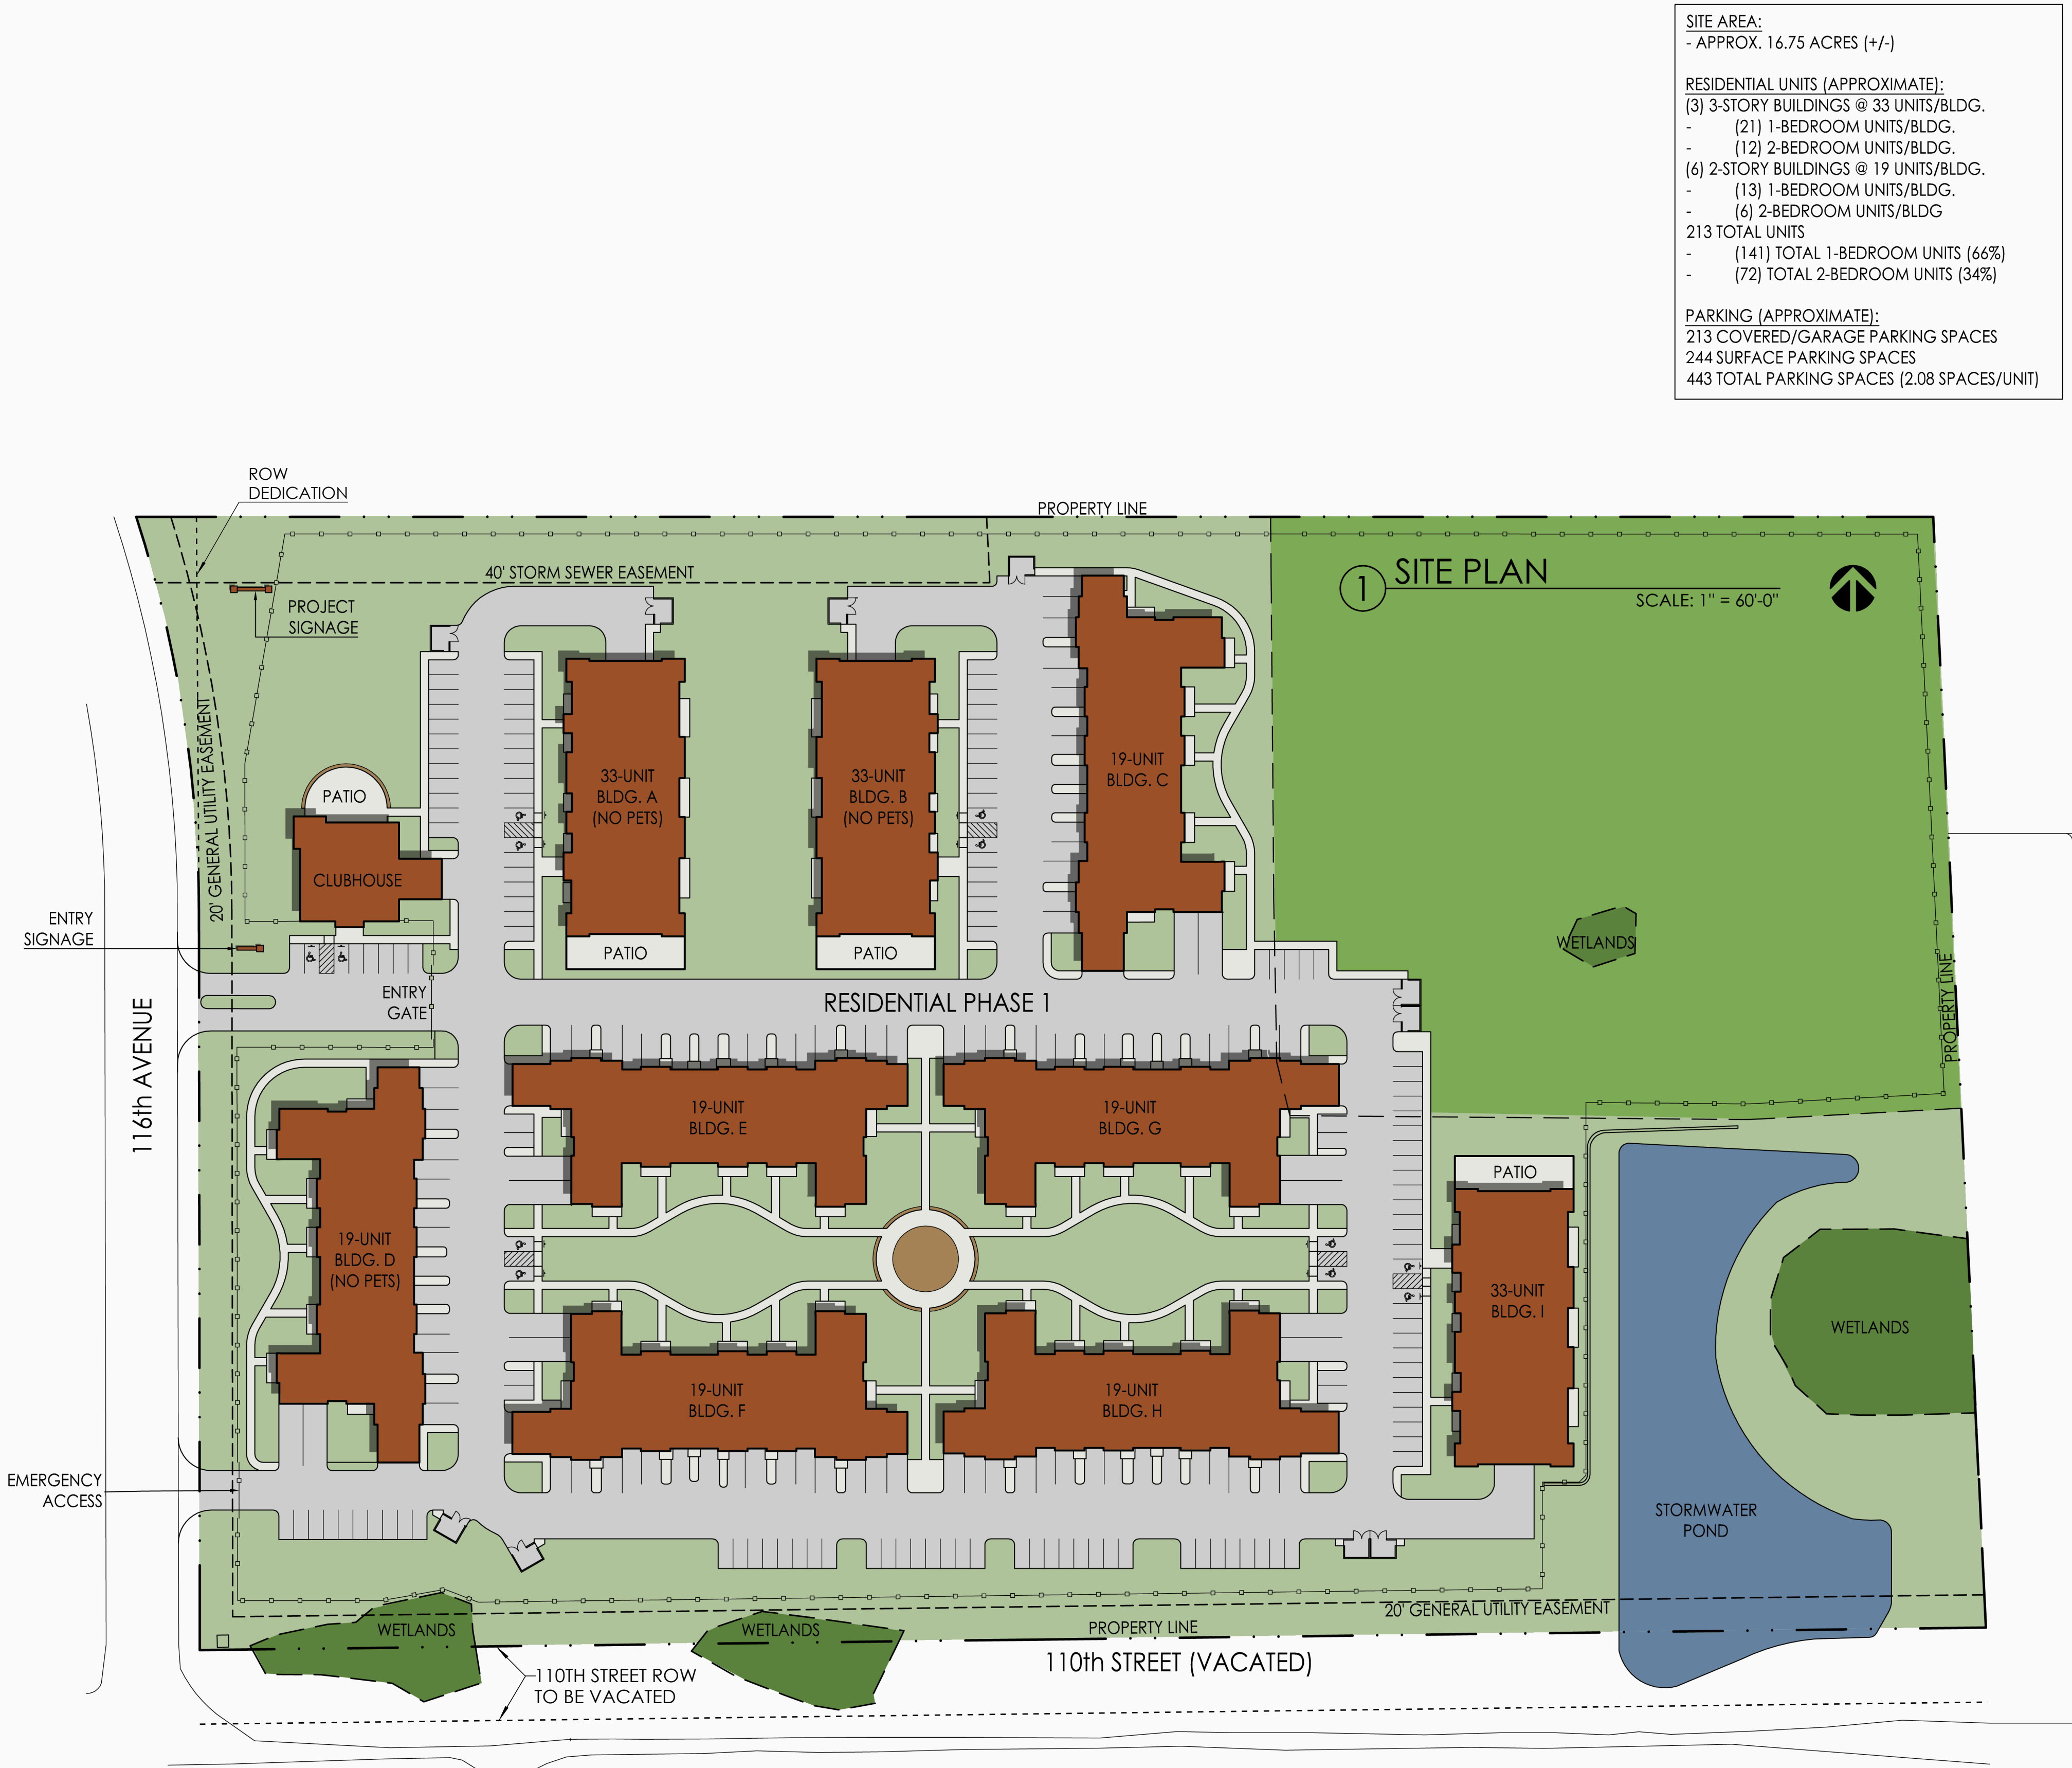 SITE AREA:
- APPROX. 16.75 ACRES (+/-)
RESIDENTIAL UNITS (APPROXIMATE):
(3) 3-STORY BUILDINGS @ 33 UNITS/BLDG.
- (21) 1-BEDROOM UNITS/BLDG.
- (12) 2-BEDROOM UNITS/BLDG.
(6) 2-STORY BUILDINGS @ 19 UNITS/BLDG.
- (13) 1-BEDROOM UNITS/BLDG.
- (6) 2-BEDROOM UNITS/BLDG
213 TOTAL UNITS
- (141) TOTAL 1-BEDROOM UNITS (66%)
- (72) TOTAL 2-BEDROOM UNITS (34%)
PARKING (APPROXIMATE):
213 COVERED/GARAGE PARKING SPACES
244 SURFACE PARKING SPACES
443 TOTAL PARKING SPACES (2.08 SPACES/UNIT)
ROW
DEDICATION
PROPERTY LINE
40' STORM SEWER EASEMENT
1
SITE PLAN
SCALE: 1" = 60'-0"
PROJECT
SIGNAGE
20' GENERAL UTILITY EASEMENT
PATIO
CLUBHOUSE
33-UNIT
BLDG. A
(NO PETS)
PATIO
33-UNIT
BLDG. B
(NO PETS)
PATIO
19-UNIT
BLDG. C
WETLANDS
PROPERTY LINE
ENTRY
SIGNAGE
ENTRY
GATE
RESIDENTIAL PHASE 1
116th AVENUE
19-UNIT
BLDG. D
(NO PETS)
19-UNIT
BLDG. E
19-UNIT
BLDG. G
PATIO
33-UNIT
BLDG. I
WETLANDS
19-UNIT
BLDG. F
19-UNIT
BLDG. H
EMERGENCY
ACCESS
STORMWATER
POND
20' GENERAL UTILITY EASEMENT
WETLANDS
WETLANDS
PROPERTY LINE
110th STREET (VACATED)
110TH STREET ROW
TO BE VACATED